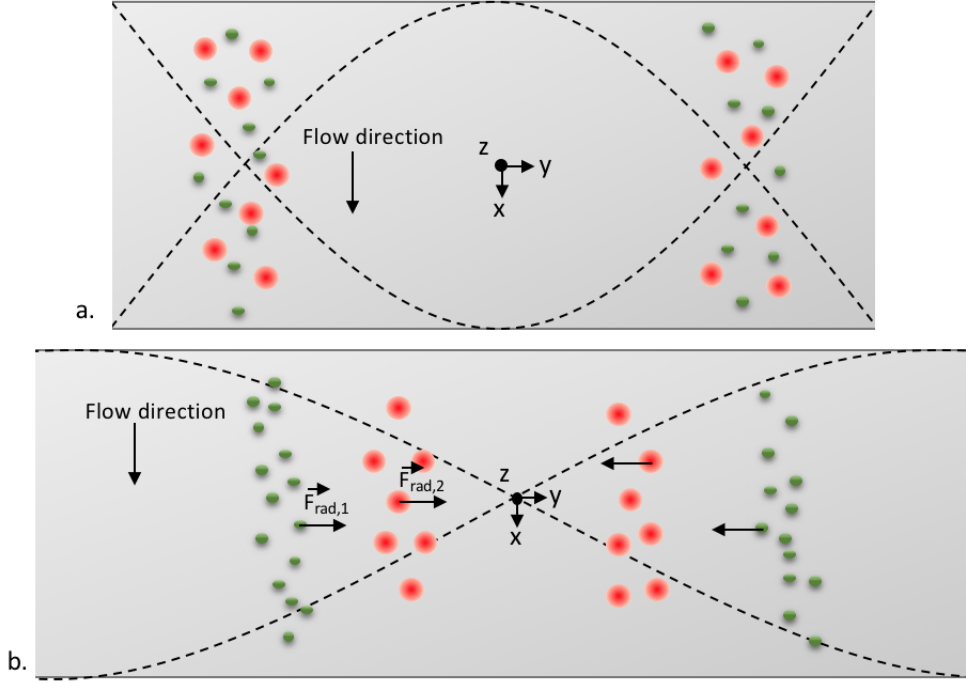 Flow direction
z
y
x
a.
Flow direction
F rad,2
z
F rad,1
y
x
b.